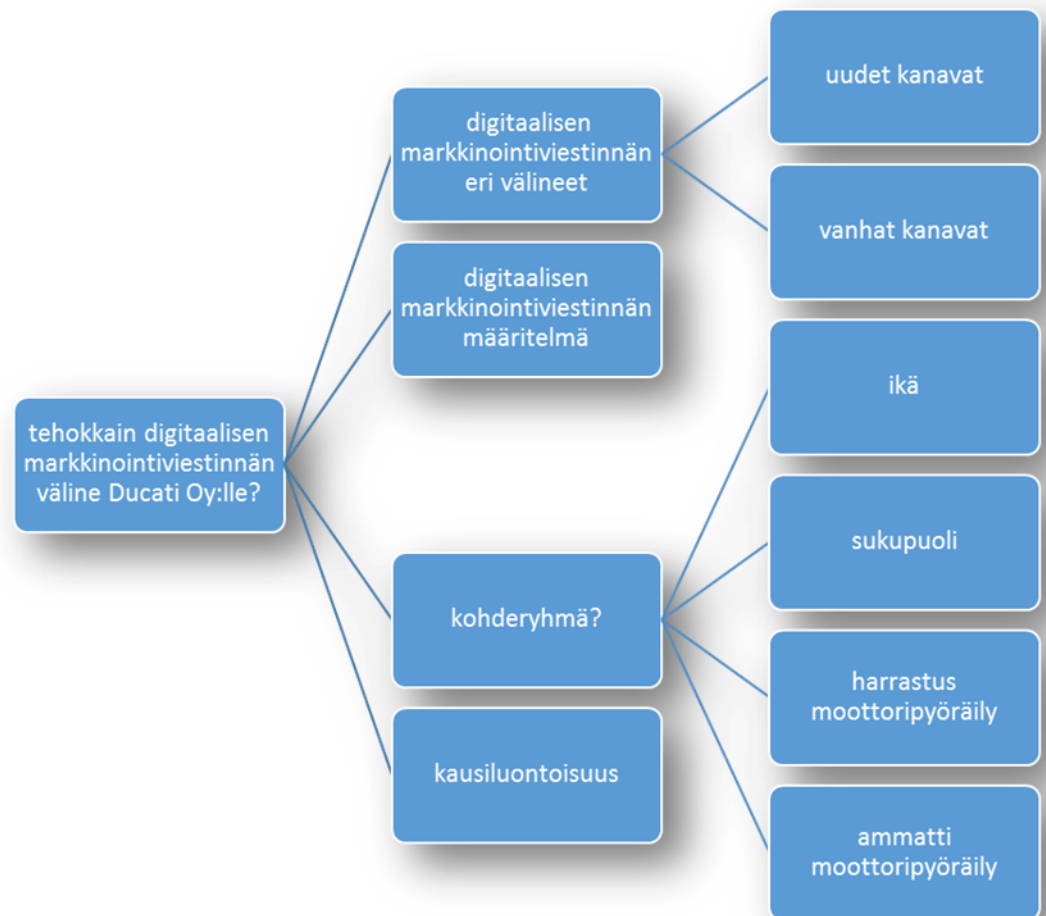 tehokkain digitaalisen
markkinointiviestinnän
väline Ducati Oy:lle?
digitaalisen
markkinointiviestinnän
eri välineet
uudet kanavat
vanhat kanavat
digitaalisen
markkinointiviestinnän
määritelmä
kohderyhmä?
ikä
sukupuoli
harrastus
moottoripyöräily
ammatti
moottoripyöräily
kausiluontoisuus